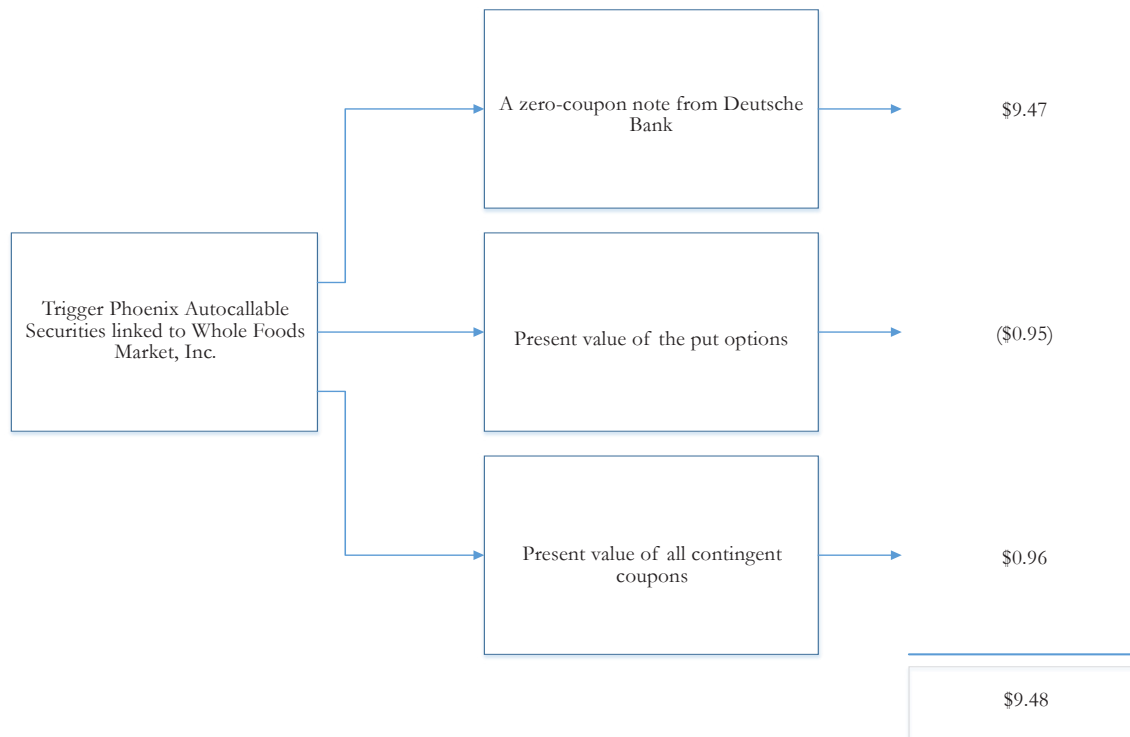 A zero-coupon note from Deutsche
Bank
$9.47
Trigger Phoenix Autocallable
Securities linked to Whole Foods
Market, Inc.
Present value of the put options
($0.95)
Present value of all contingent
coupons
$0.96
$9.48